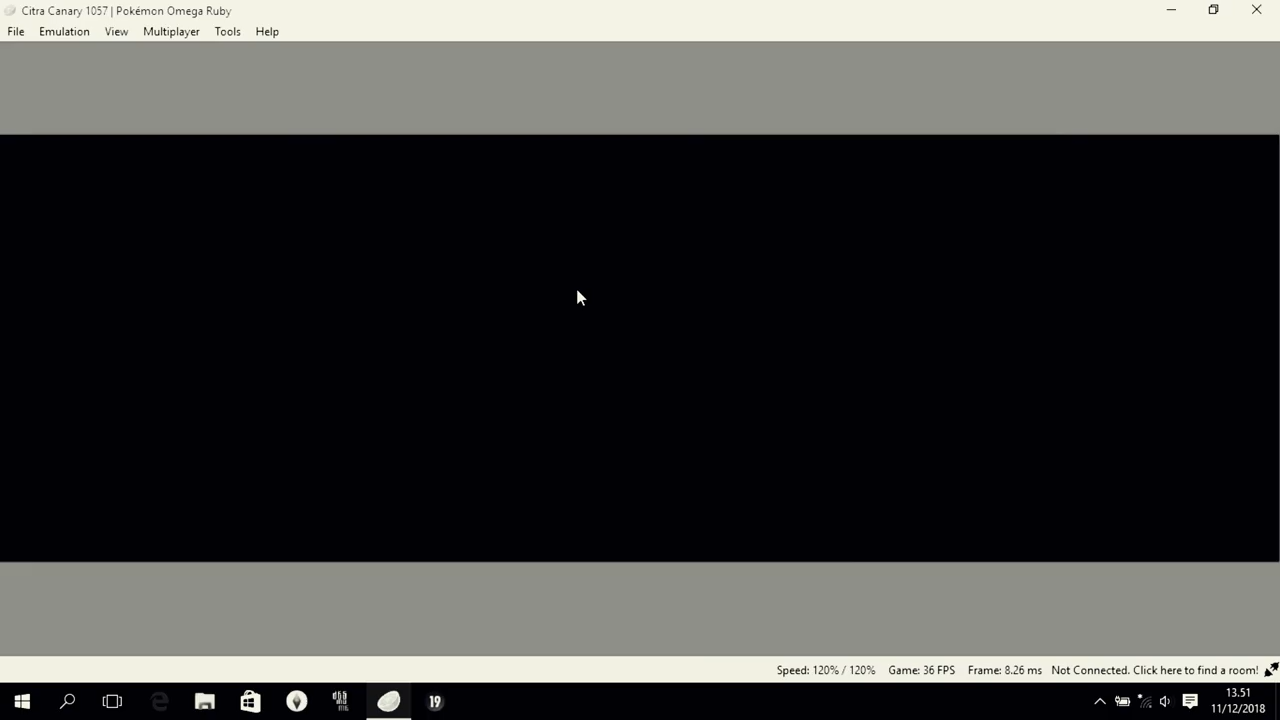 Citra Canary 1057 | Pokémon Omega Ruby
File Emulation View Multiplayer Tools Help
Speed: 120% / 120% Game: 36 FPS Frame: 8.26 ms Not Connected. Click here to find a room!
19
13.51
11/12/2018